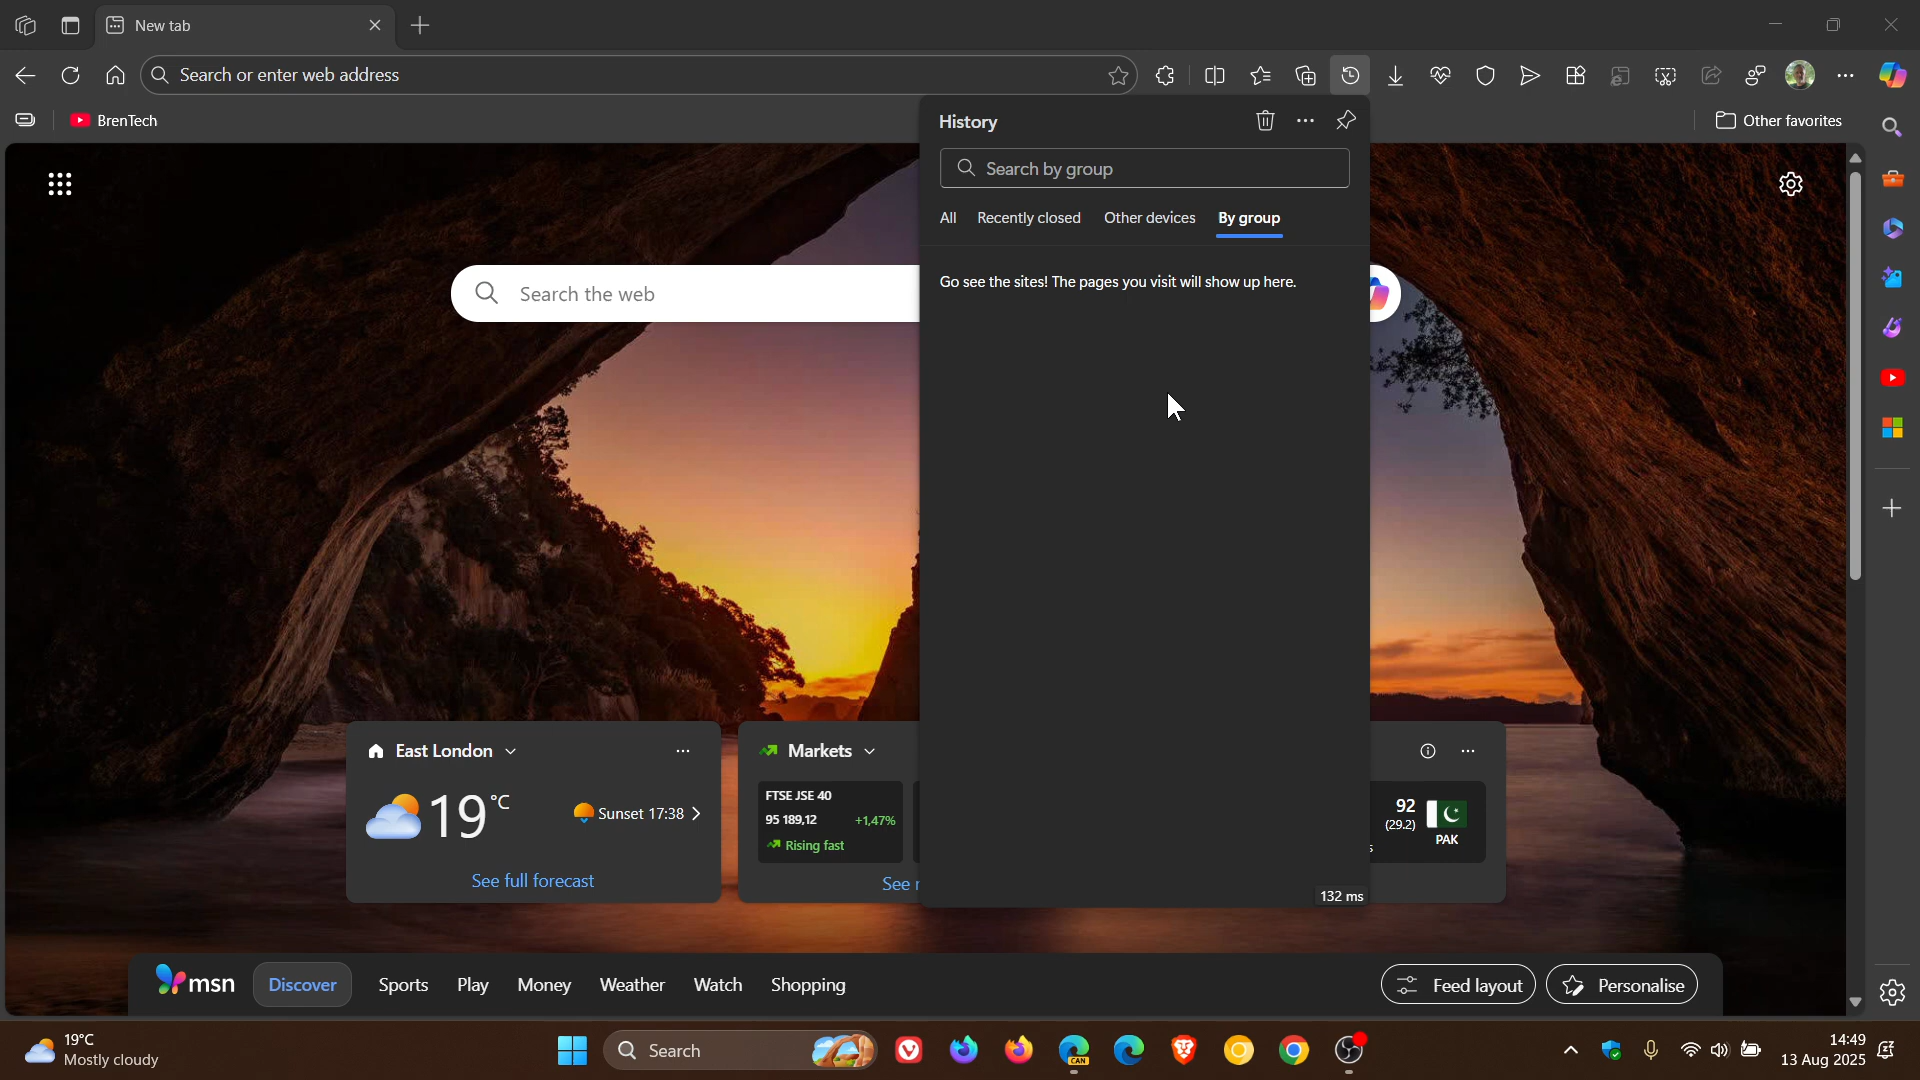 New tab
Search or enter web address
BrenTech
Other favorites
History
Search by group
All
Recently closed
Other devices
By group
Go see the sites! The pages you visit will show up here.
Search the web
East London
19°C
Sunset 17:38
See full forecast
Markets
FTSE JSE 40
95 189,12
+1,47%
Rising fast
See
92
(29.2)
PAK
132 ms
msn
Discover
Sports
Play
Money
Weather
Watch
Shopping
Feed layout
Personalise
19°C
Mostly cloudy
Search
CAN
14:49
13 Aug 2025